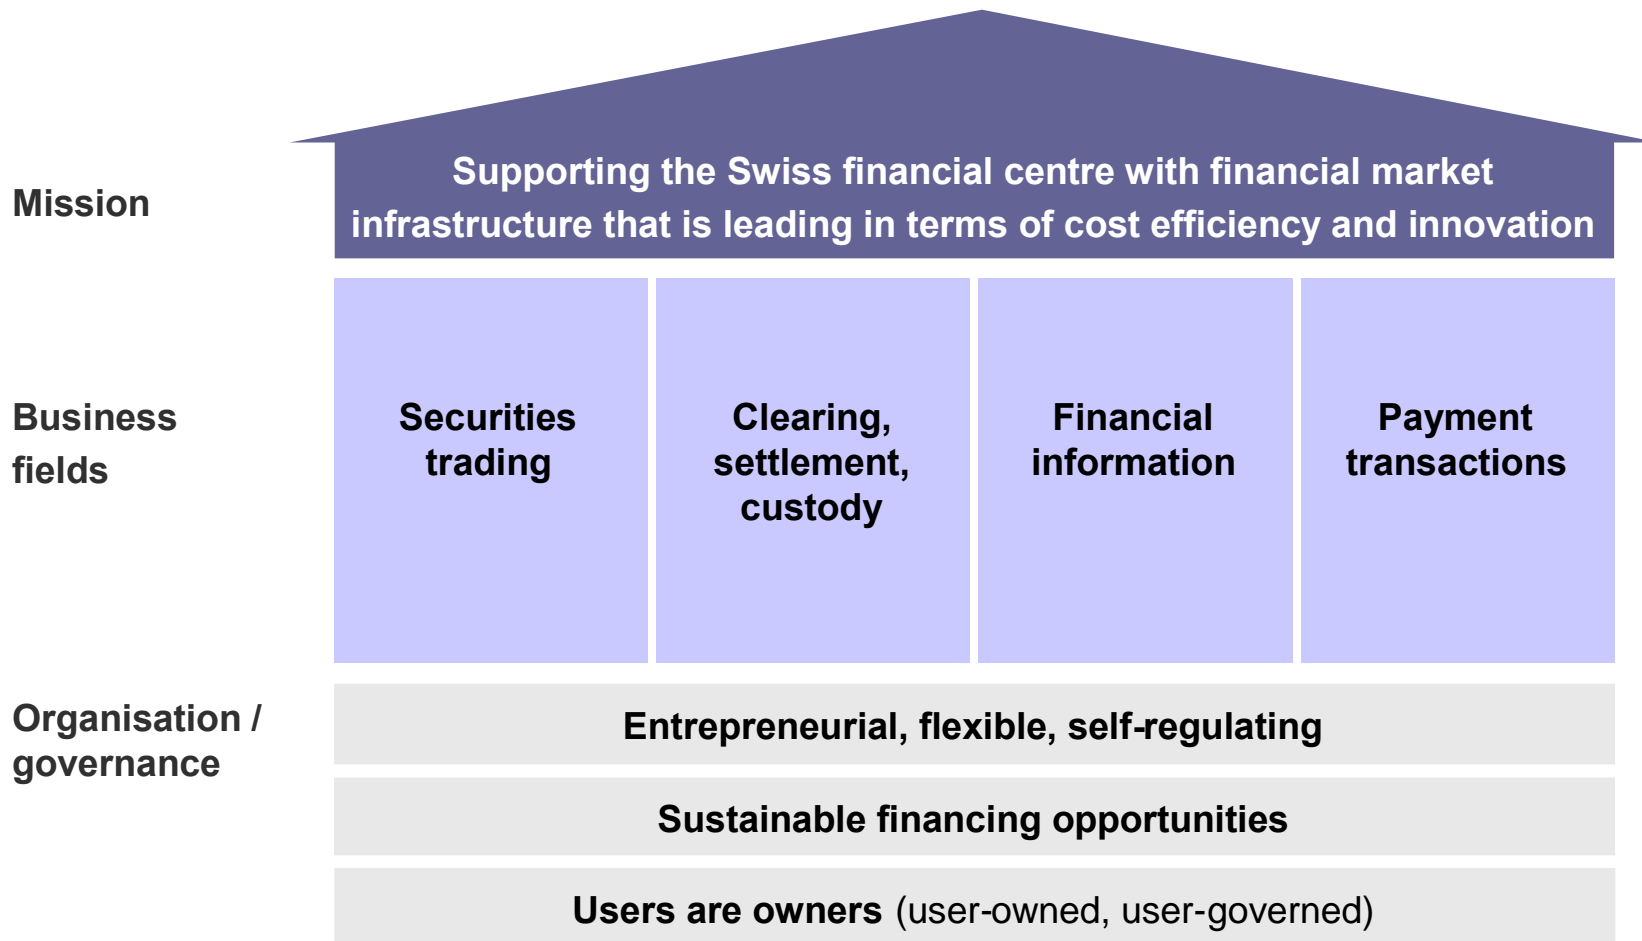 Mission
Supporting the Swiss financial centre with financial market
infrastructure that is leading in terms of cost efficiency and innovation
Business
fields
Securities
trading
Clearing,
settlement,
custody
Financial
information
Payment
transactions
Organisation /
governance
Entrepreneurial, flexible, self-regulating
Sustainable financing opportunities
Users are owners (user-owned, user-governed)